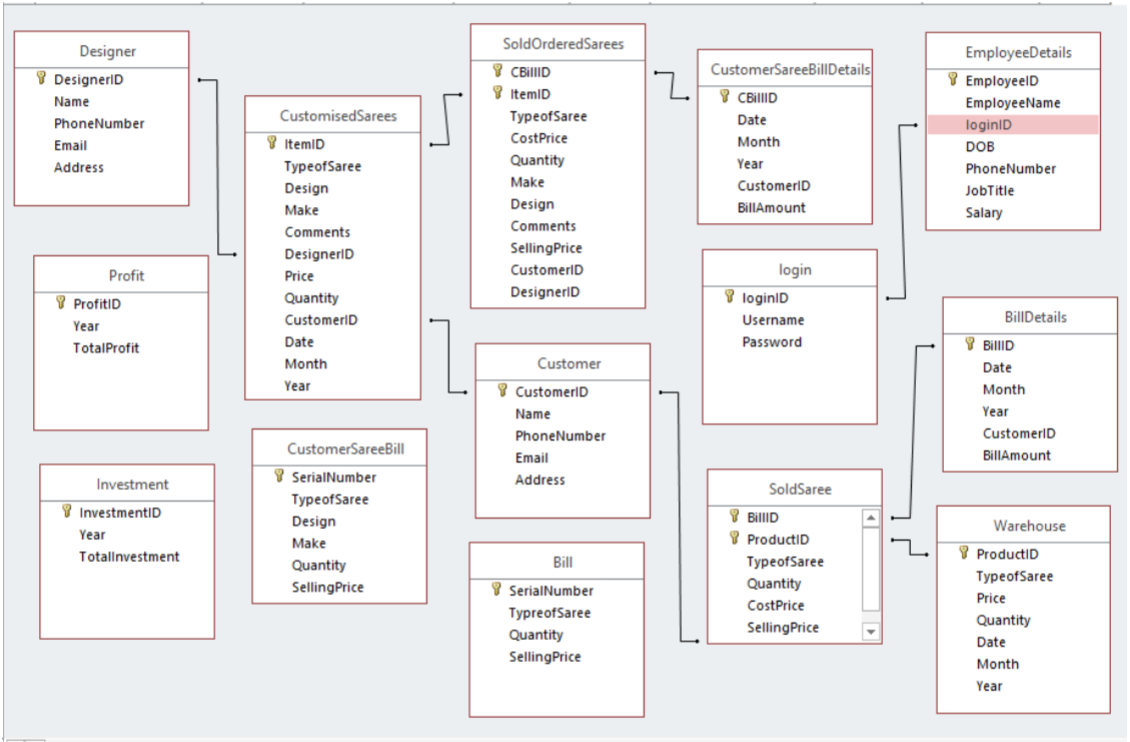 Designer
DesignerID
Name
PhoneNumber
Email
Address
CustomisedSarees
ItemID
TypeofSaree
Design
Make
Comments
DesignerID
Price
Quantity
CustomerID
Date
Month
Year
SoldOrderedSarees
CBillID
ItemID
TypeofSaree
CostPrice
Quantity
Make
Design
Comments
SellingPrice
CustomerID
DesignerID
CustomerSareeBillDetails
CBillID
Date
Month
Year
CustomerID
BillAmount
EmployeeDetails
EmployeeID
EmployeeName
loginID
DOB
PhoneNumber
JobTitle
Salary
Profit
ProfitID
Year
TotalProfit
login
loginID
Username
Password
BillDetails
BillID
Date
Month
Year
CustomerID
BillAmount
Customer
CustomerID
Name
PhoneNumber
Email
Address
Investment
InvestmentID
Year
TotalInvestment
CustomerSareeBill
SerialNumber
TypeofSaree
Design
Make
Quantity
SellingPrice
Bill
SerialNumber
TypreofSaree
Quantity
SellingPrice
SoldSaree
BillID
ProductID
TypeofSaree
Quantity
CostPrice
SellingPrice
Warehouse
ProductID
TypeofSaree
Price
Quantity
Date
Month
Year